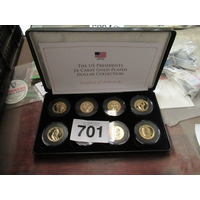 THE US PRESIDENTS
24 CARAT GOLD PLATED
DOLLAR COLLECTION
701